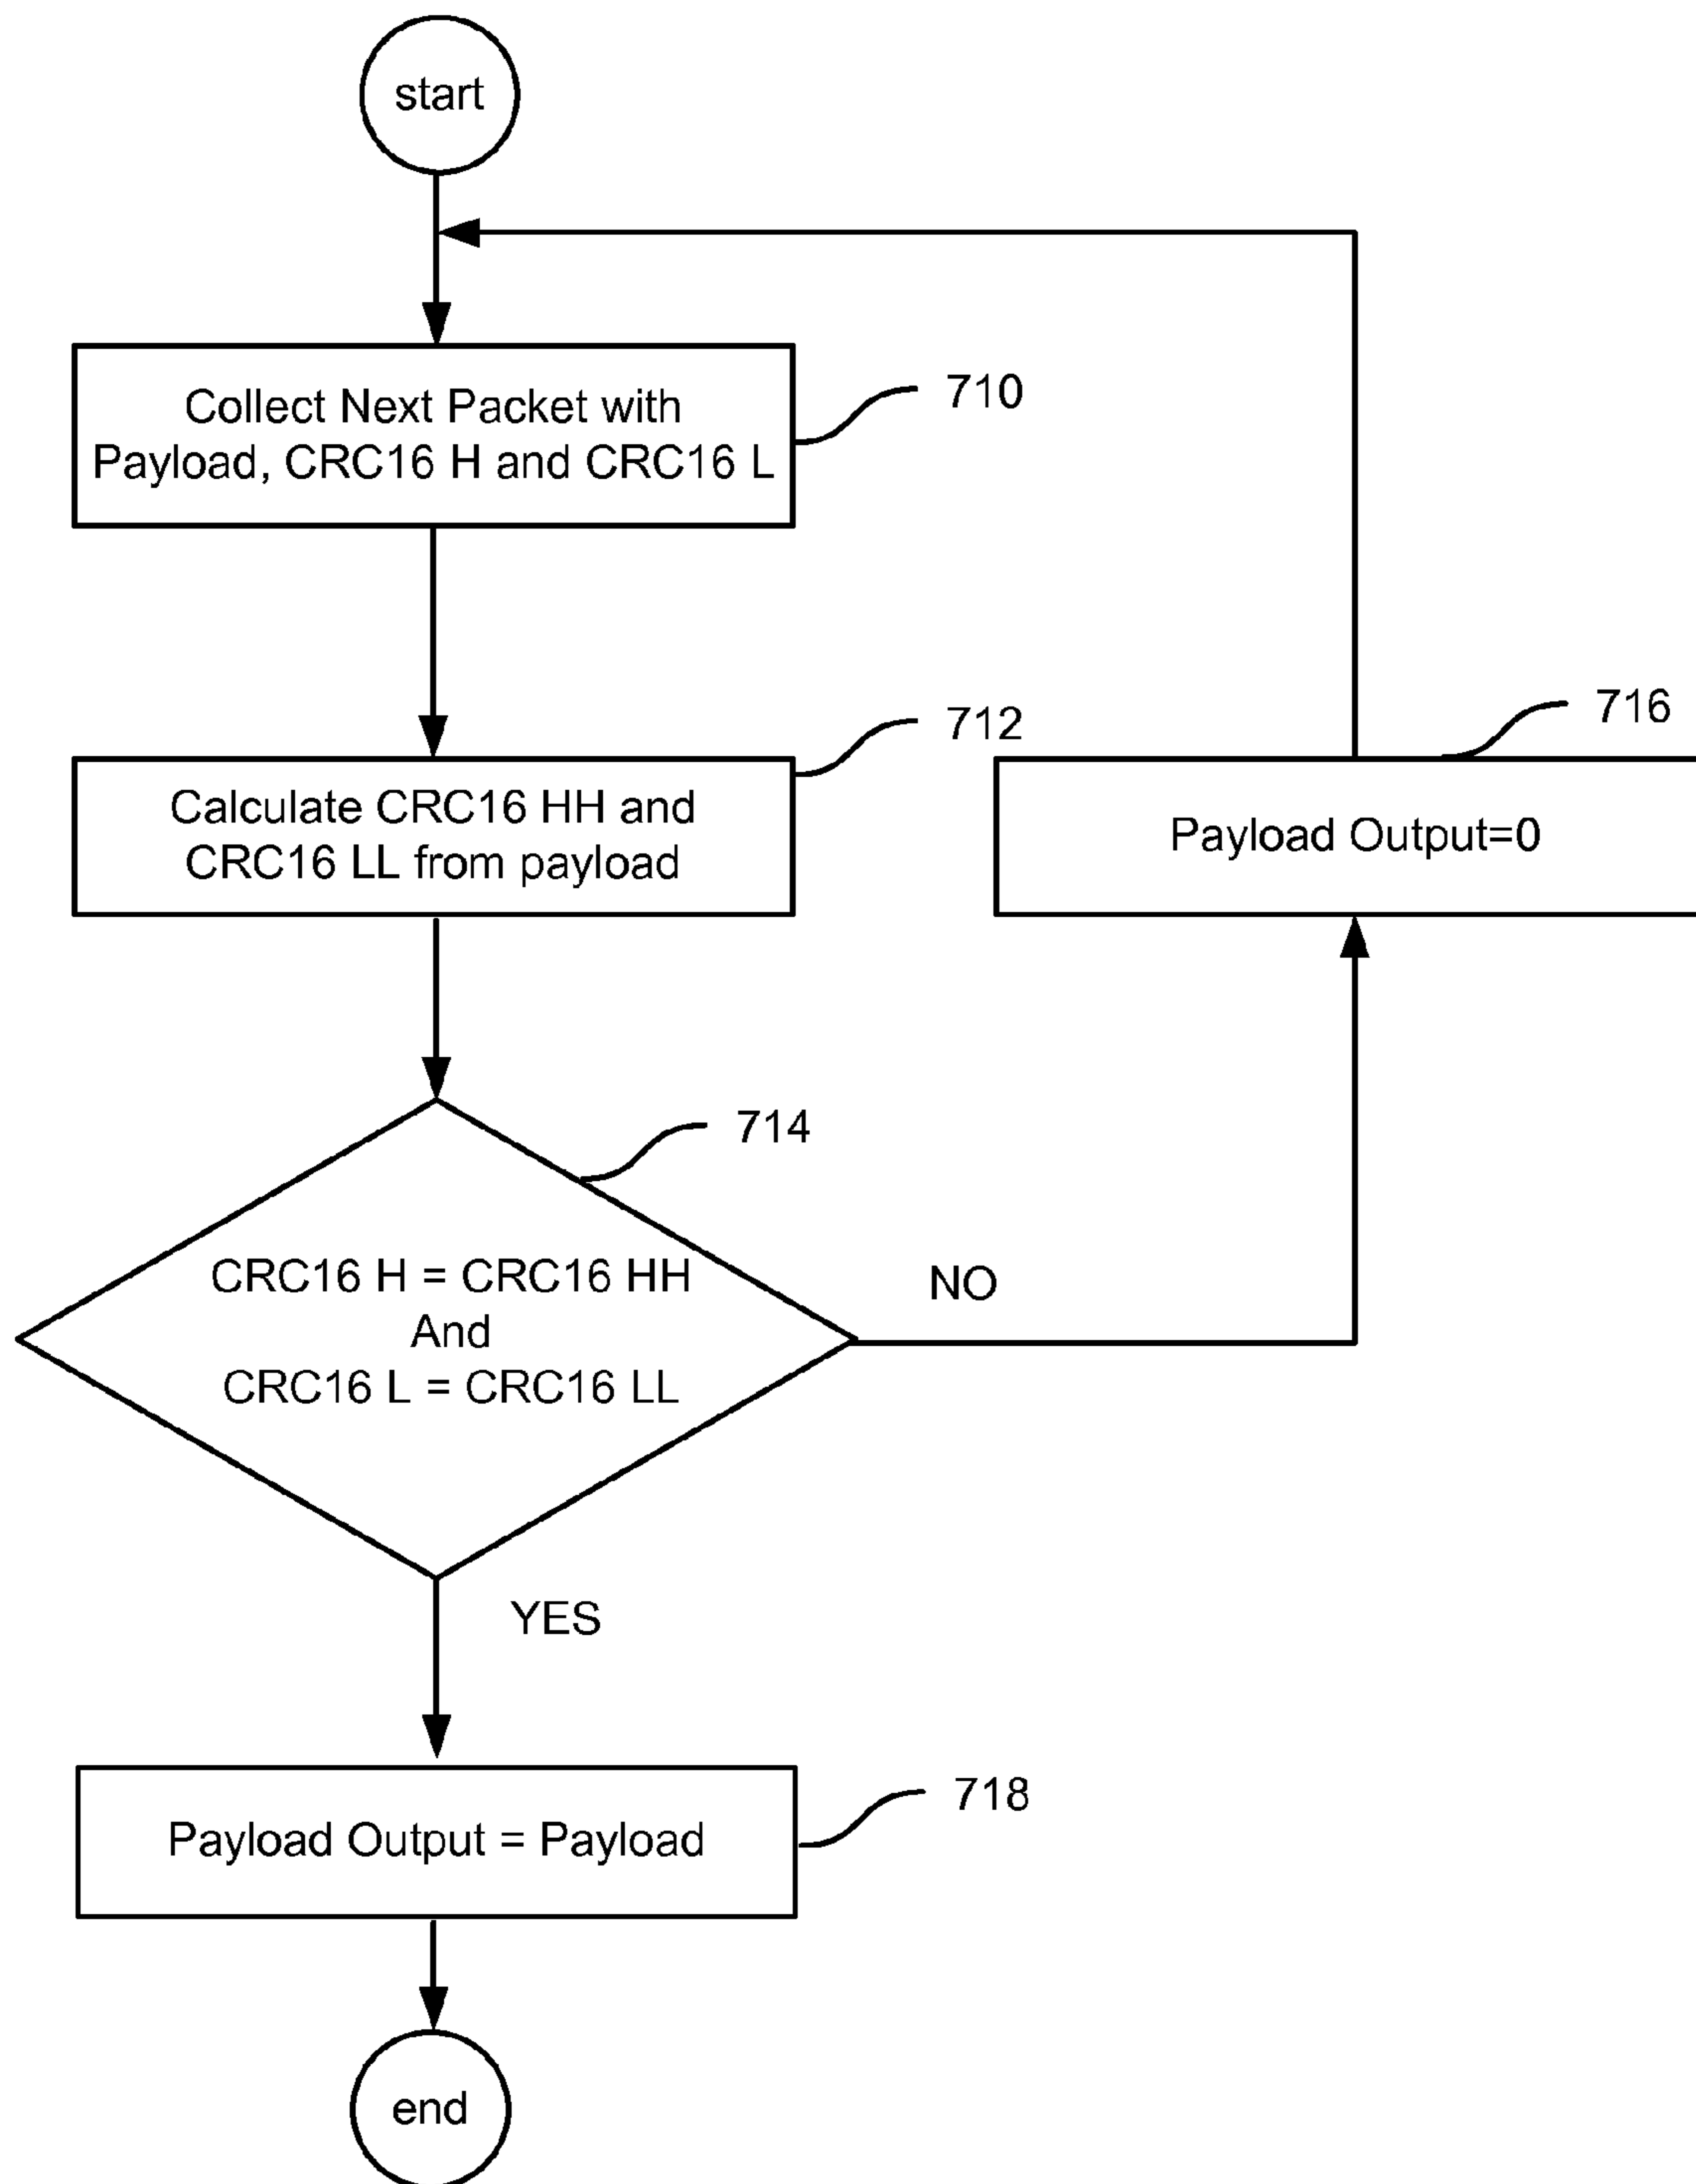 start
Collect Next Packet with
Payload, CRC16 H and CRC16 L
710
Calculate CRC16 HH and
CRC16 LL from payload
712
716
Payload Output=0
714
CRC16 H = CRC16 HH
And
CRC16 L = CRC16 LL
NO
YES
Payload Output = Payload
718
end